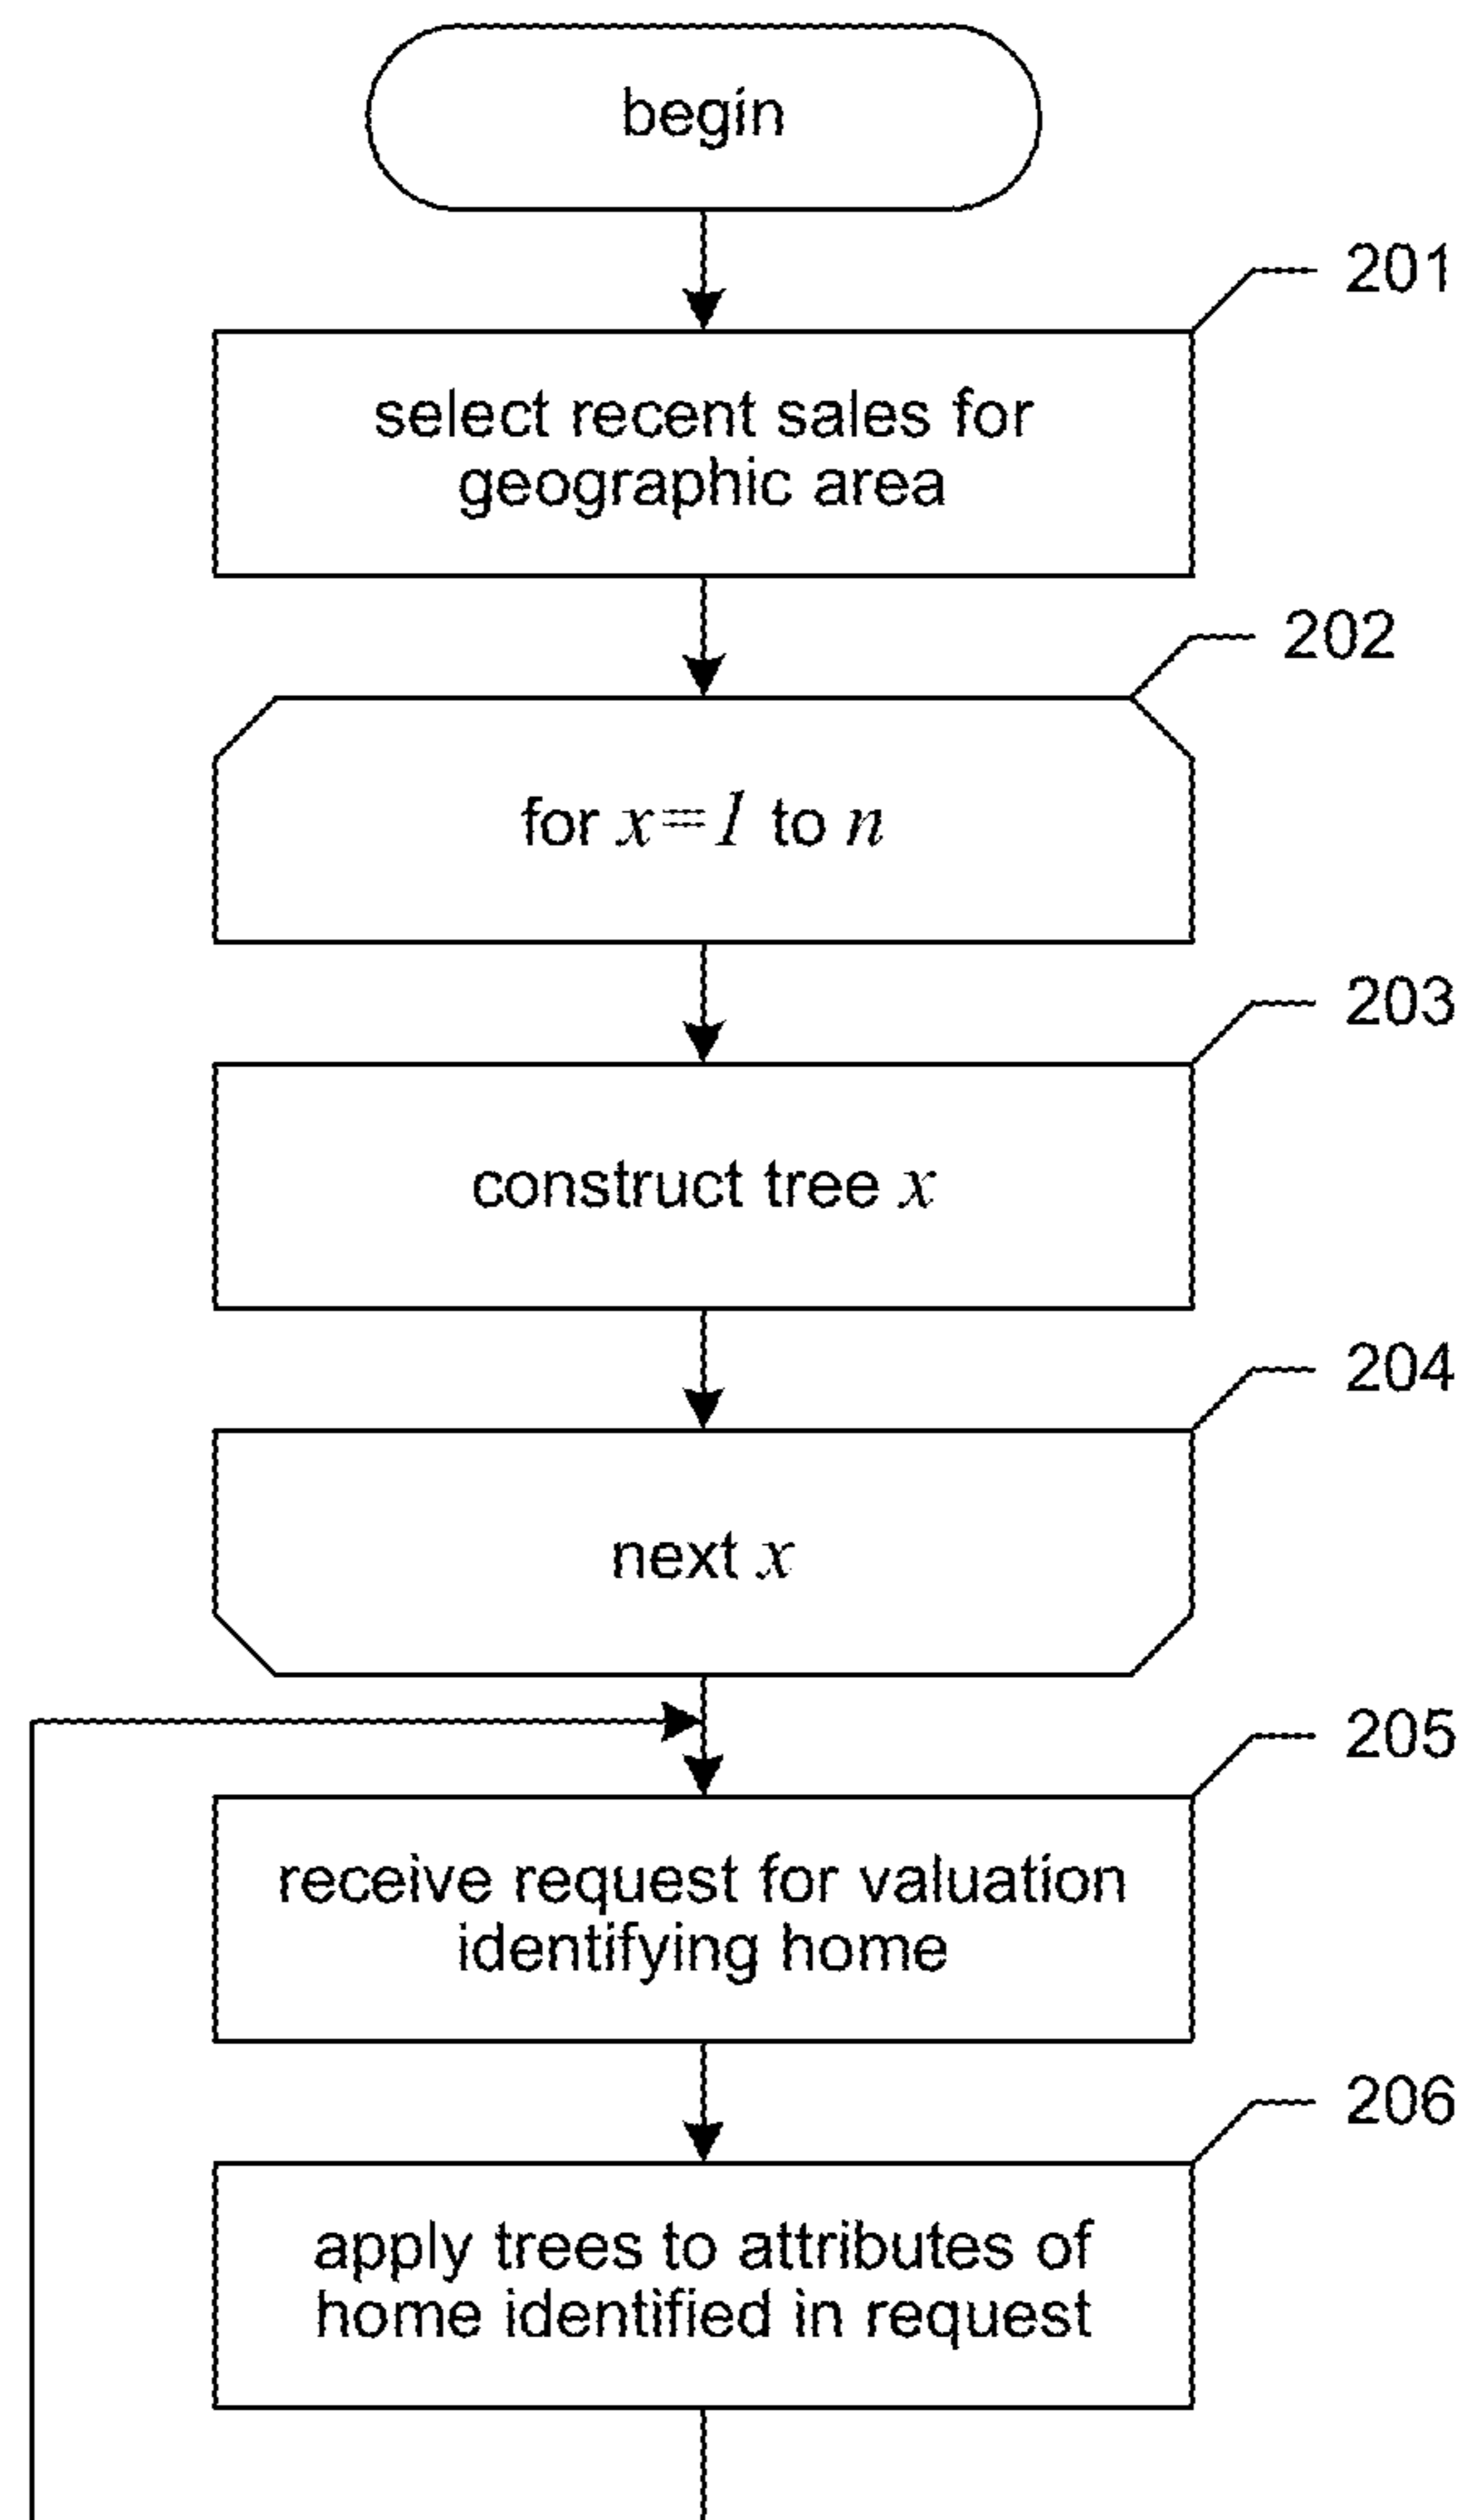 begin
201
select recent sales for
geographic area
202
for x=1 to n
203
construct tree x
204
next x
205
receive request for valuation
identifying home
206
apply trees to attributes of
home identified in request